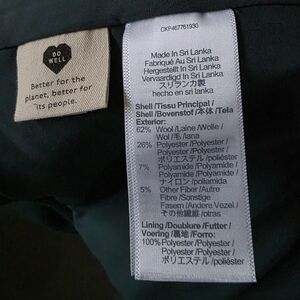 DO
WELL
Better for the
planet, better for
its people.
CKF467761930
Made In Sri Lanka
Fabriqué Au Sri Lanka
Hergestellt In Sri Lanka
Vervaardigd In Sri Lanka
スリランカ製
hecho en Sri Lanka
Shell /Tissu Principal /
Shell /Bovenstof /本体 /Tela
Exterior:
62% Wool /Laine /Wolle /
Wol /毛 /lana
26% Polyester /Polyester /
Polyester /Polyester /
ポリエステル /poliéster
7% Polyamide /Polyamide /
Polyamid /Polyamide /
ナイロン /poliamida
5% Other Fiber /Autre
Fibre /Sonstige
Fasern /Andere Vezel /
その他繊維 /otras
Lining /Doublure /Futter /
Voering /裏地 /Forro:
100% Polyester /Polyester /
Polyester /Polyester /
ポリエステル /poliéster